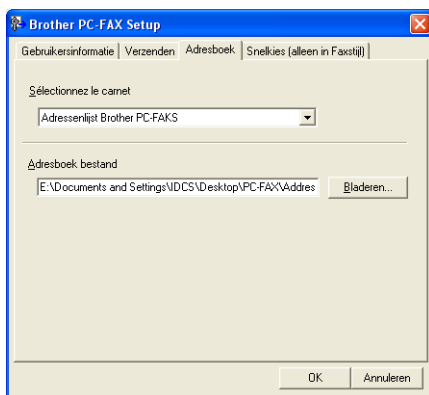 Brother PC-FAX Setup
Gebruikersinformatie Verzenden Adresboek Snelkies (alleen in Faxstijl)
Sélectionnez le carnet
Adressenlijst Brother PC-FAKS
Adresboek bestand
E:\Documents and Settings\IDCS\Desktop\PC-FAX\Addres Bladeren...
OK Annuleren